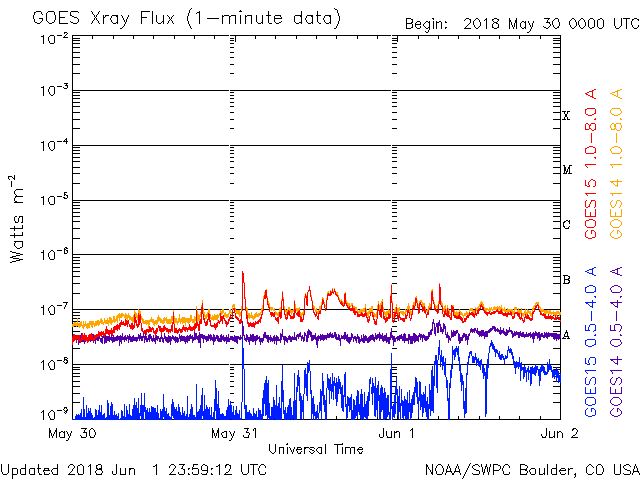 GOES Xray Flux (1-minute data)
Begin: 2018 May 30 0000 UTC
10⁻²
10⁻³
10⁻⁴
10⁻⁵
10⁻⁶
10⁻⁷
10⁻⁸
10⁻⁹
Watts m⁻²
X
M
C
B
A
GOES15 1.0-8.0 A
GOES14 1.0-8.0 A
GOES15 0.5-4.0 A
GOES14 0.5-4.0 A
May 30
May 31
Jun 1
Jun 2
Universal Time
Updated 2018 Jun 1 23:59:12 UTC
NOAA/SWPC Boulder, CO USA